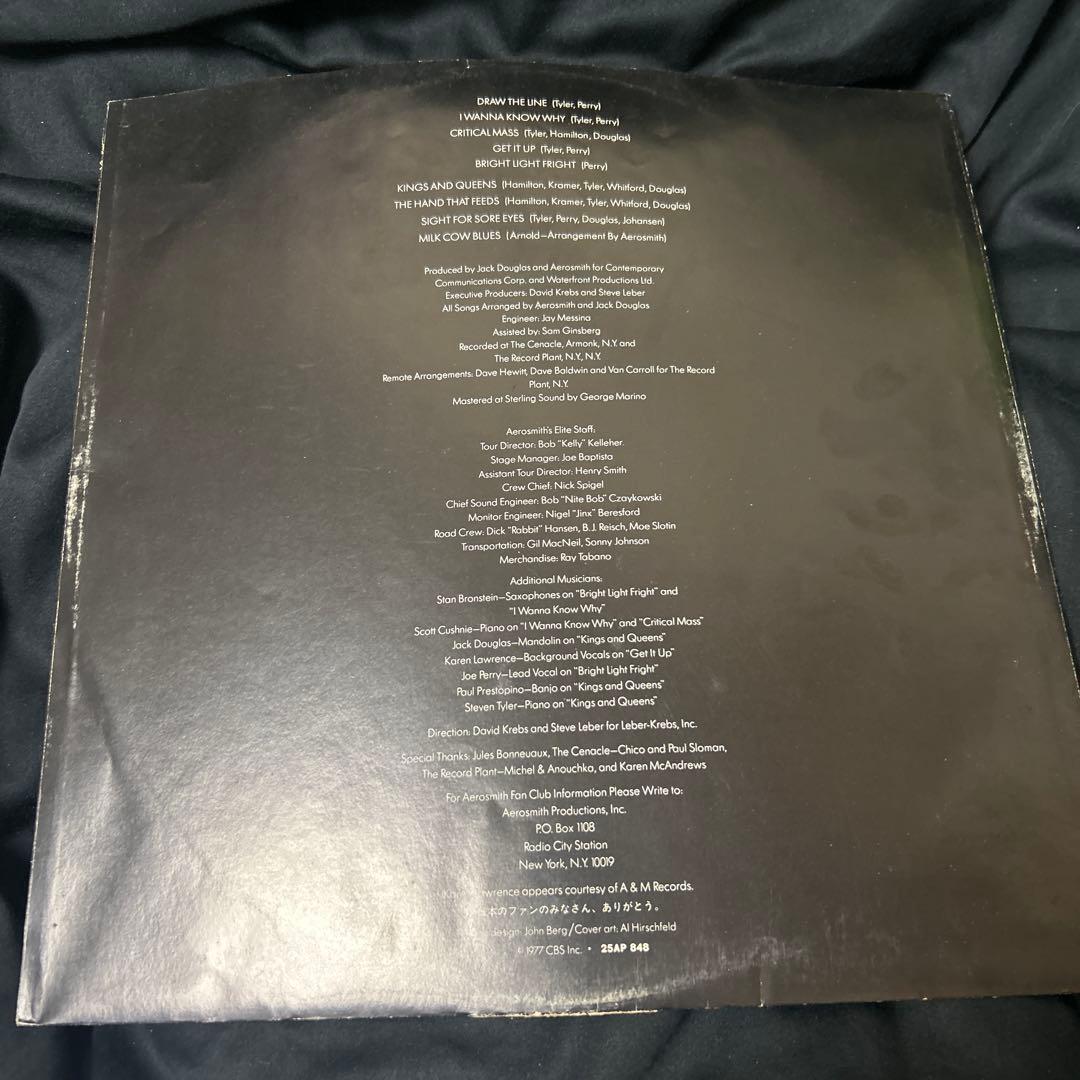 DRAW THE LINE (Tyler, Perry)
I WANNA KNOW WHY (Tyler, Perry)
CRITICAL MASS (Tyler, Hamilton, Douglas)
GET IT UP (Tyler, Perry)
BRIGHT LIGHT FRIGHT (Perry)
KINGS AND QUEENS (Hamilton, Kramer, Tyler, Whitford, Douglas)
THE HAND THAT FEEDS (Hamilton, Kramer, Tyler, Whitford, Douglas)
SIGHT FOR SORE EYES (Tyler, Perry, Douglas, Johansen)
MILK COW BLUES (Arnold—Arrangement By Aerosmith)
Produced by Jack Douglas and Aerosmith for Contemporary
Communications Corp. and Waterfront Productions Ltd.
Executive Producers: David Krebs and Steve Leber
All Songs Arranged by Aerosmith and Jack Douglas
Engineer: Jay Messina
Assisted by: Sam Ginsberg
Recorded at The Cenacle, Armonk, N.Y. and
The Record Plant, N.Y., N.Y.
Remote Arrangements: Dave Hewitt, Dave Baldwin and Van Carroll for The Record
Plant, N.Y.
Mastered at Sterling Sound by George Marino
Aerosmith's Elite Staff:
Tour Director: Bob "Kelly" Kelleher.
Stage Manager: Joe Baptista
Assistant Tour Director: Henry Smith
Crew Chief: Nick Spigel
Chief Sound Engineer: Bob "Nite Bob" Czaykowski
Monitor Engineer: Nigel "Jinx" Beresford
Road Crew: Dick "Rabbit" Hansen, B.J. Reisch, Moe Slotin
Transportation: Gil MacNeil, Sonny Johnson
Merchandise: Ray Tabano
Additional Musicians:
Stan Bronstein—Saxophones on "Bright Light Fright" and
"I Wanna Know Why"
Scott Cushnie—Piano on "I Wanna Know Why" and "Critical Mass"
Jack Douglas—Mandolin on "Kings and Queens"
Karen Lawrence—Background Vocals on "Get It Up"
Joe Perry—Lead Vocal on "Bright Light Fright"
Paul Prestopino—Banjo on "Kings and Queens"
Steven Tyler—Piano on "Kings and Queens"
Direction: David Krebs and Steve Leber for Leber-Krebs, Inc.
Special Thanks: Jules Bonneuaux, The Cenacle—Chico and Paul Sloman,
The Record Plant—Michel & Anouchka, and Karen McAndrews
For Aerosmith Fan Club Information Please Write to:
Aerosmith Productions, Inc.
P.O. Box 1108
Radio City Station
New York, N.Y. 10019
Karen Lawrence appears courtesy of A & M Records.
本のファンのみなさん、ありがとう。
design: John Berg/Cover art: Al Hirschfeld
© 1977 CBS Inc. • 25AP 848